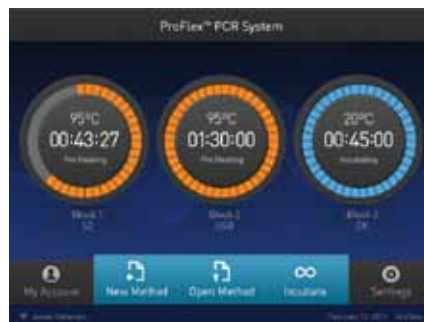 ProFlex™ PCR System
95°C
00:43:27
Pre Heating
95°C
01:30:00
Pre Heating
20°C
00:45:00
Incubating
Block 1
Block 2
Block 3
My Account
New Method
Open Method
Incubate
Settings